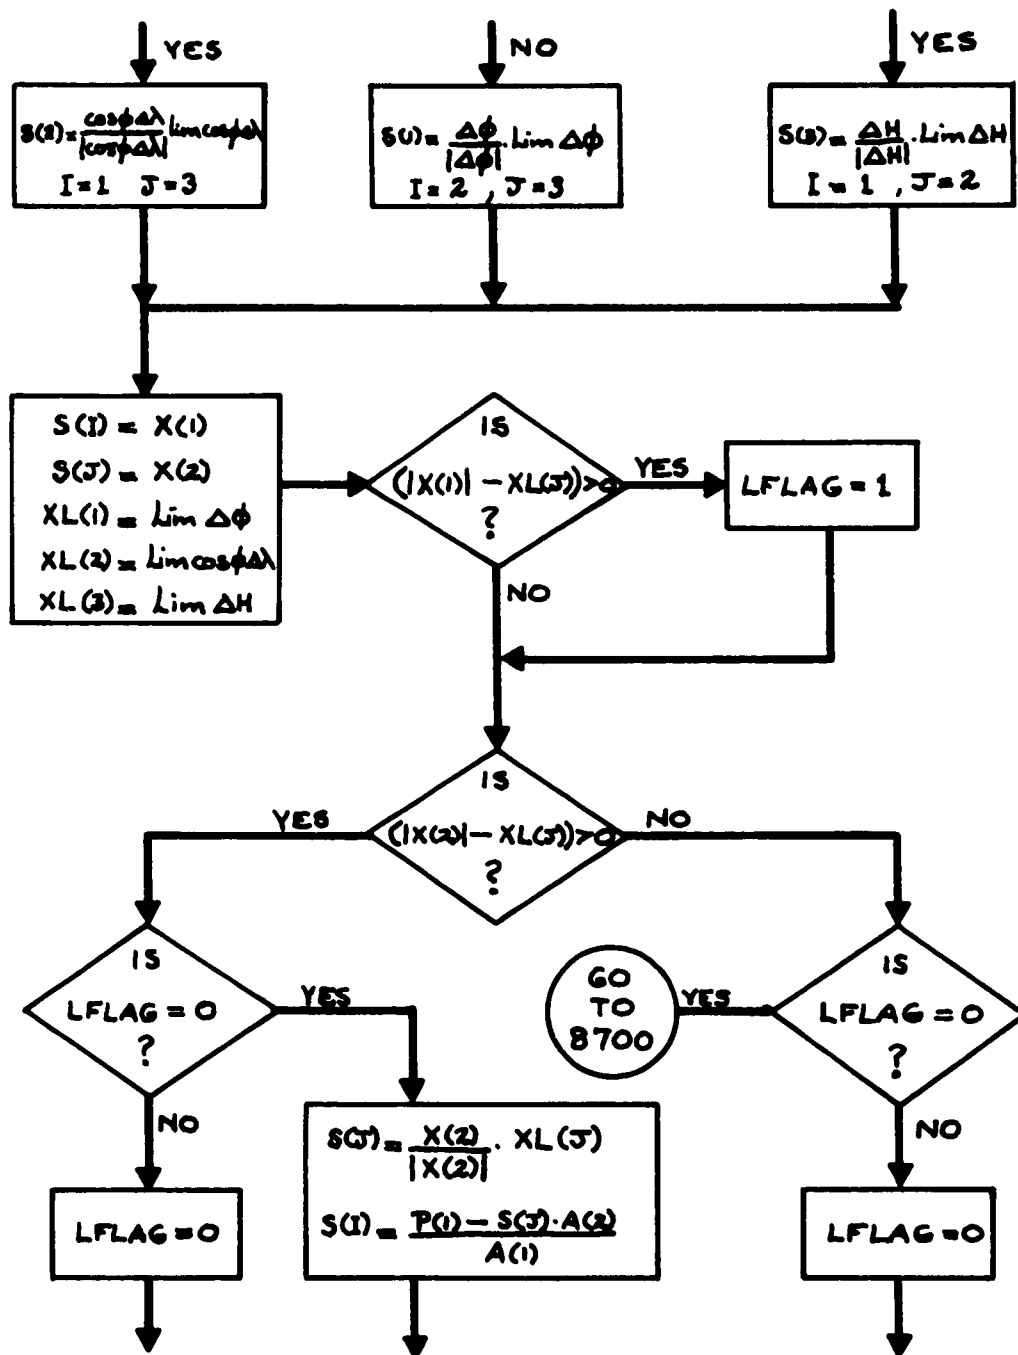 YES
NO
YES
S(2)= cosφΔλ / |cosφΔλ| lim cosφΔλ
I=1 J=3
S(1)= Δφ / |Δφ| · Lim Δφ
I=2 , J=3
S(3)= ΔH / |ΔH| · Lim ΔH
I=1 , J=2
S(I) = X(1)
S(J) = X(2)
XL(1) = Lim Δφ
XL(2) = Lim cosφΔλ
XL(3) = Lim ΔH
IS
(|X(1)| − XL(J))>0
?
YES
LFLAG = 1
NO
IS
(|X(2)| − XL(J))>0
?
YES
NO
IS
LFLAG = 0
?
YES
NO
GO
TO
8700
YES
IS
LFLAG = 0
?
NO
LFLAG=0
S(J) = X(2) / |X(2)| · XL(J)
S(I) = P(1) − S(J)·A(2) / A(1)
LFLAG=0